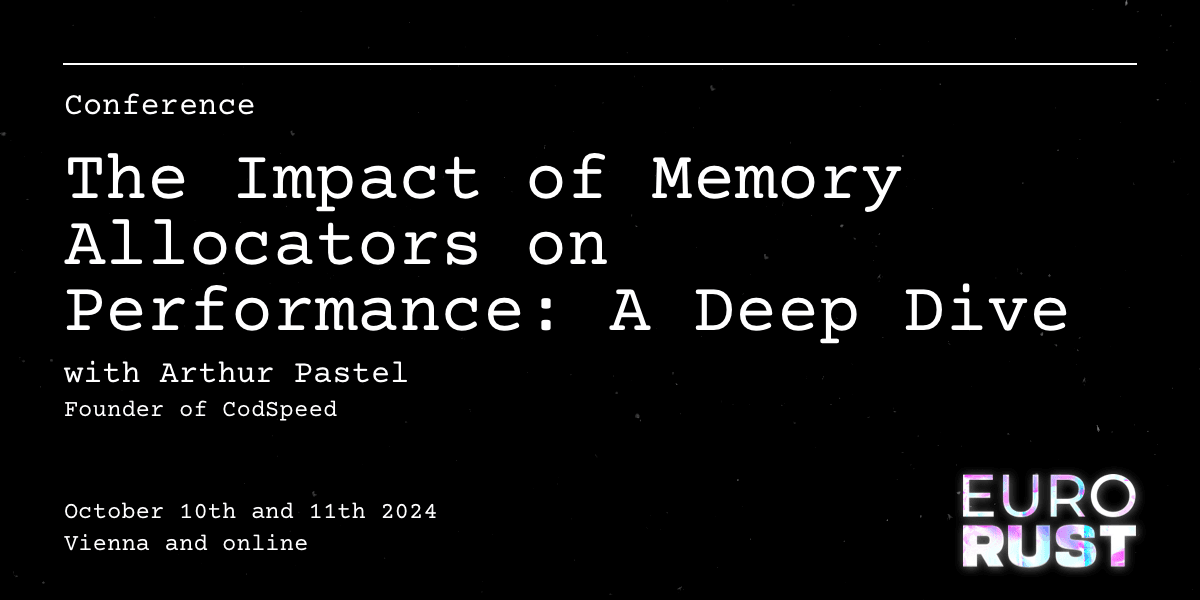 Conference
The Impact of Memory
Allocators on
Performance: A Deep Dive
with Arthur Pastel
Founder of CodSpeed
October 10th and 11th 2024
Vienna and online
EURO
RUST